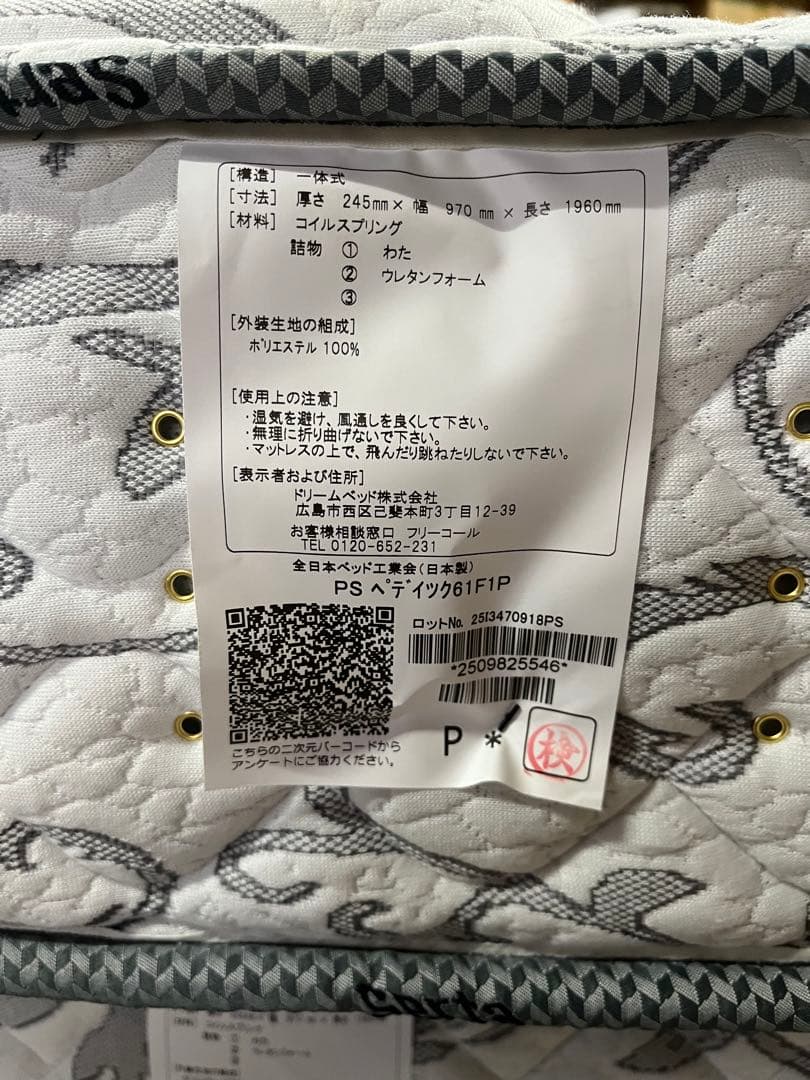 Serta
[構造] 一体式
[寸法] 厚さ 245mm× 幅 970 mm × 長さ 1960mm
[材料] コイルスプリング
詰物 ① わた
② ウレタンフォーム
③
[外装生地の組成]
ポリエステル 100%
[使用上の注意]
・湿気を避け、風通しを良くして下さい。
・無理に折り曲げないで下さい。
・マットレスの上で、飛んだり跳ねたりしないで下さい。
[表示者および住所]
ドリームベッド株式会社
広島市西区己斐本町3丁目12-39
お客様相談窓口 フリーコール
TEL 0120-652-231
全日本ベッド工業会(日本製)
PS ペデイツク61F1P
ロットNo. 25I3470918PS
*2509825546*
P *
検
こちらの二次元バーコードから
アンケートにご協力ください。
Serta